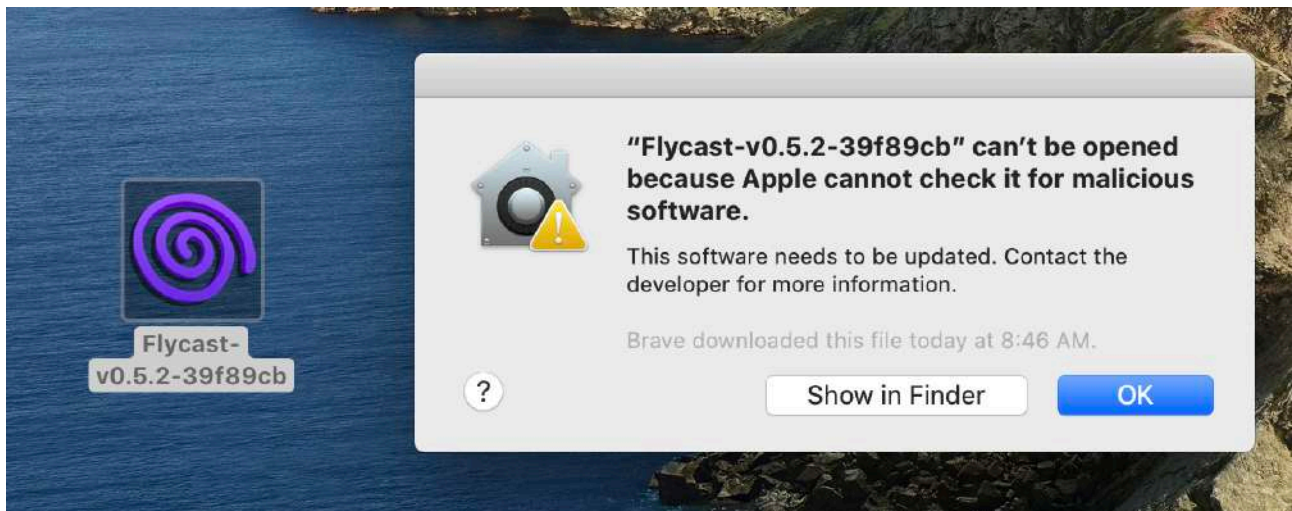 "Flycast-v0.5.2-39f89cb" can't be opened
because Apple cannot check it for malicious
software.
This software needs to be updated. Contact the
developer for more information.
Brave downloaded this file today at 8:46 AM.
?
Show in Finder
OK
Flycast-
v0.5.2-39f89cb